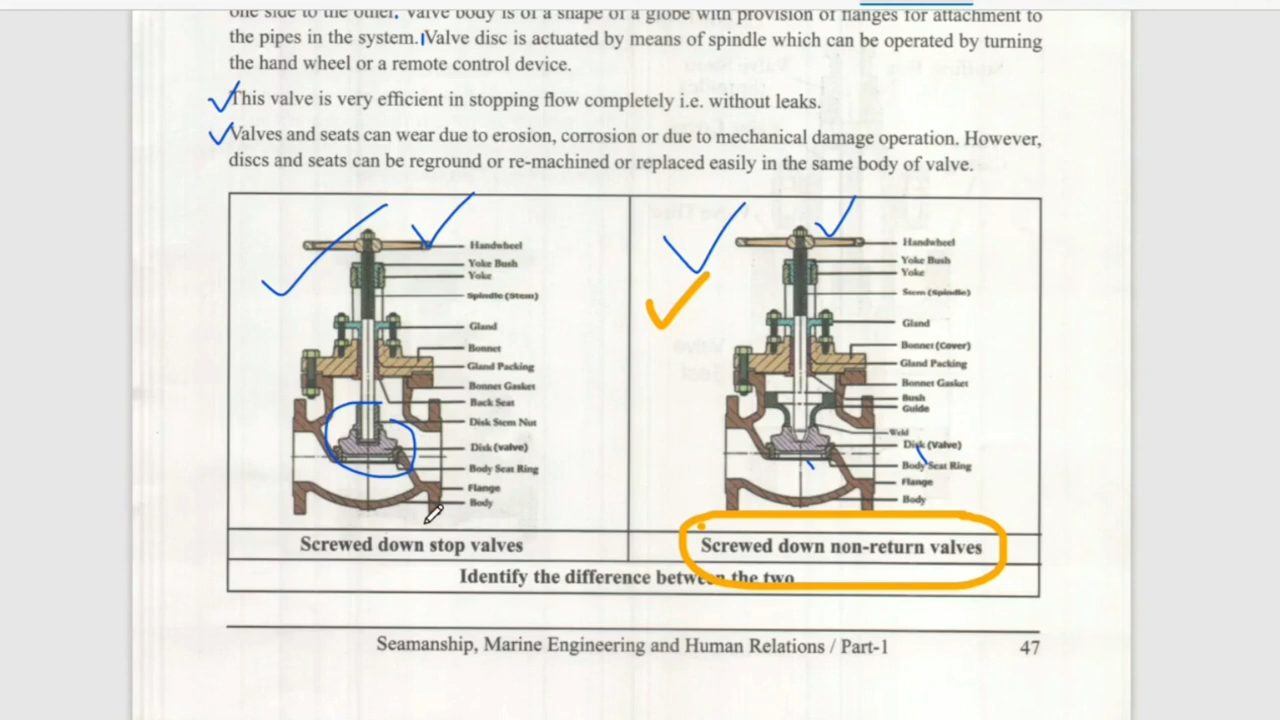 one side to the other. Valve body is of a shape of a globe with provision of flanges for attachment to
the pipes in the system. Valve disc is actuated by means of spindle which can be operated by turning
the hand wheel or a remote control device.
This valve is very efficient in stopping flow completely i.e. without leaks.
Valves and seats can wear due to erosion, corrosion or due to mechanical damage operation. However,
discs and seats can be reground or re-machined or replaced easily in the same body of valve.
Handwheel
Yoke Bush
Yoke
Spindle (Stem)
Gland
Bonnet
Gland Packing
Bonnet Gasket
Back Seat
Disk Stem Nut
Disk (valve)
Body Seat Ring
Flange
Body
Handwheel
Yoke Bush
Yoke
Stem (Spindle)
Gland
Bonnet (Cover)
Gland Packing
Bonnet Gasket
Bush
Guide
Weld
Disk (Valve)
Body Seat Ring
Flange
Body
Screwed down stop valves
Screwed down non-return valves
Identify the difference between the two
Seamanship, Marine Engineering and Human Relations / Part-1
47